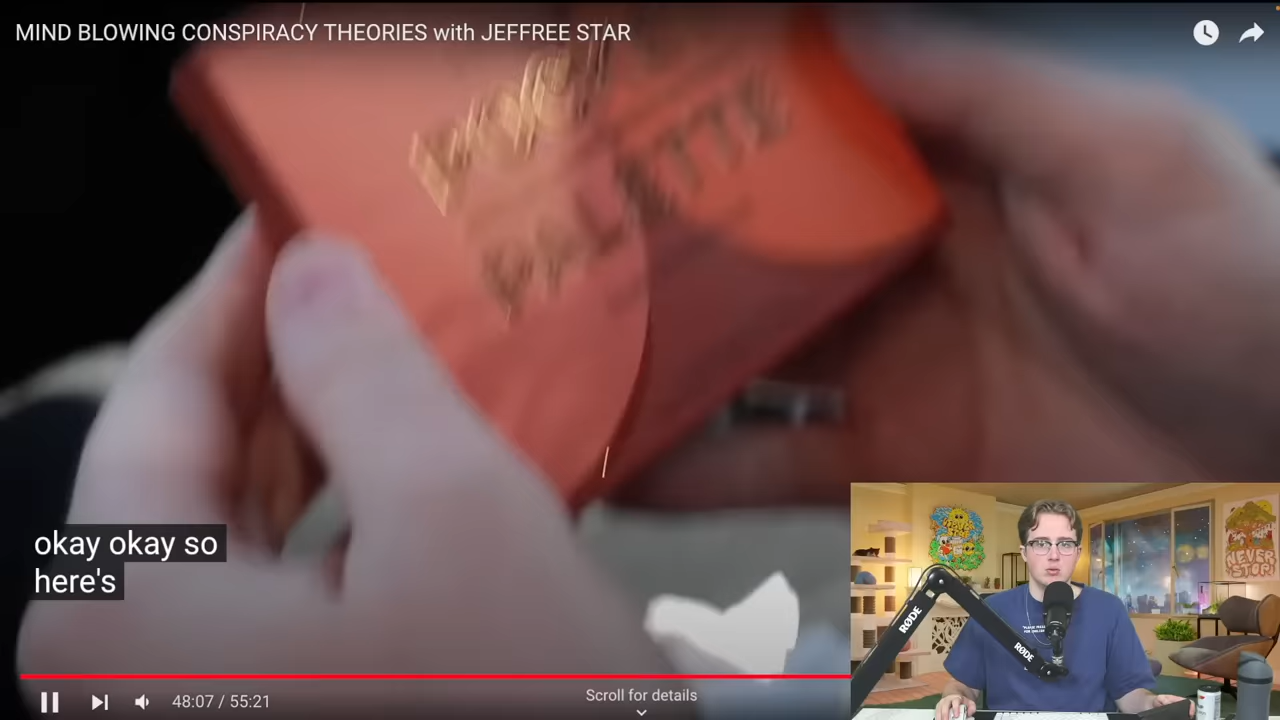 MIND BLOWING CONSPIRACY THEORIES with JEFFREE STAR
okay okay so
here's
NEVER
STOP!
RØDE
RØDE
48:07 / 55:21
Scroll for details